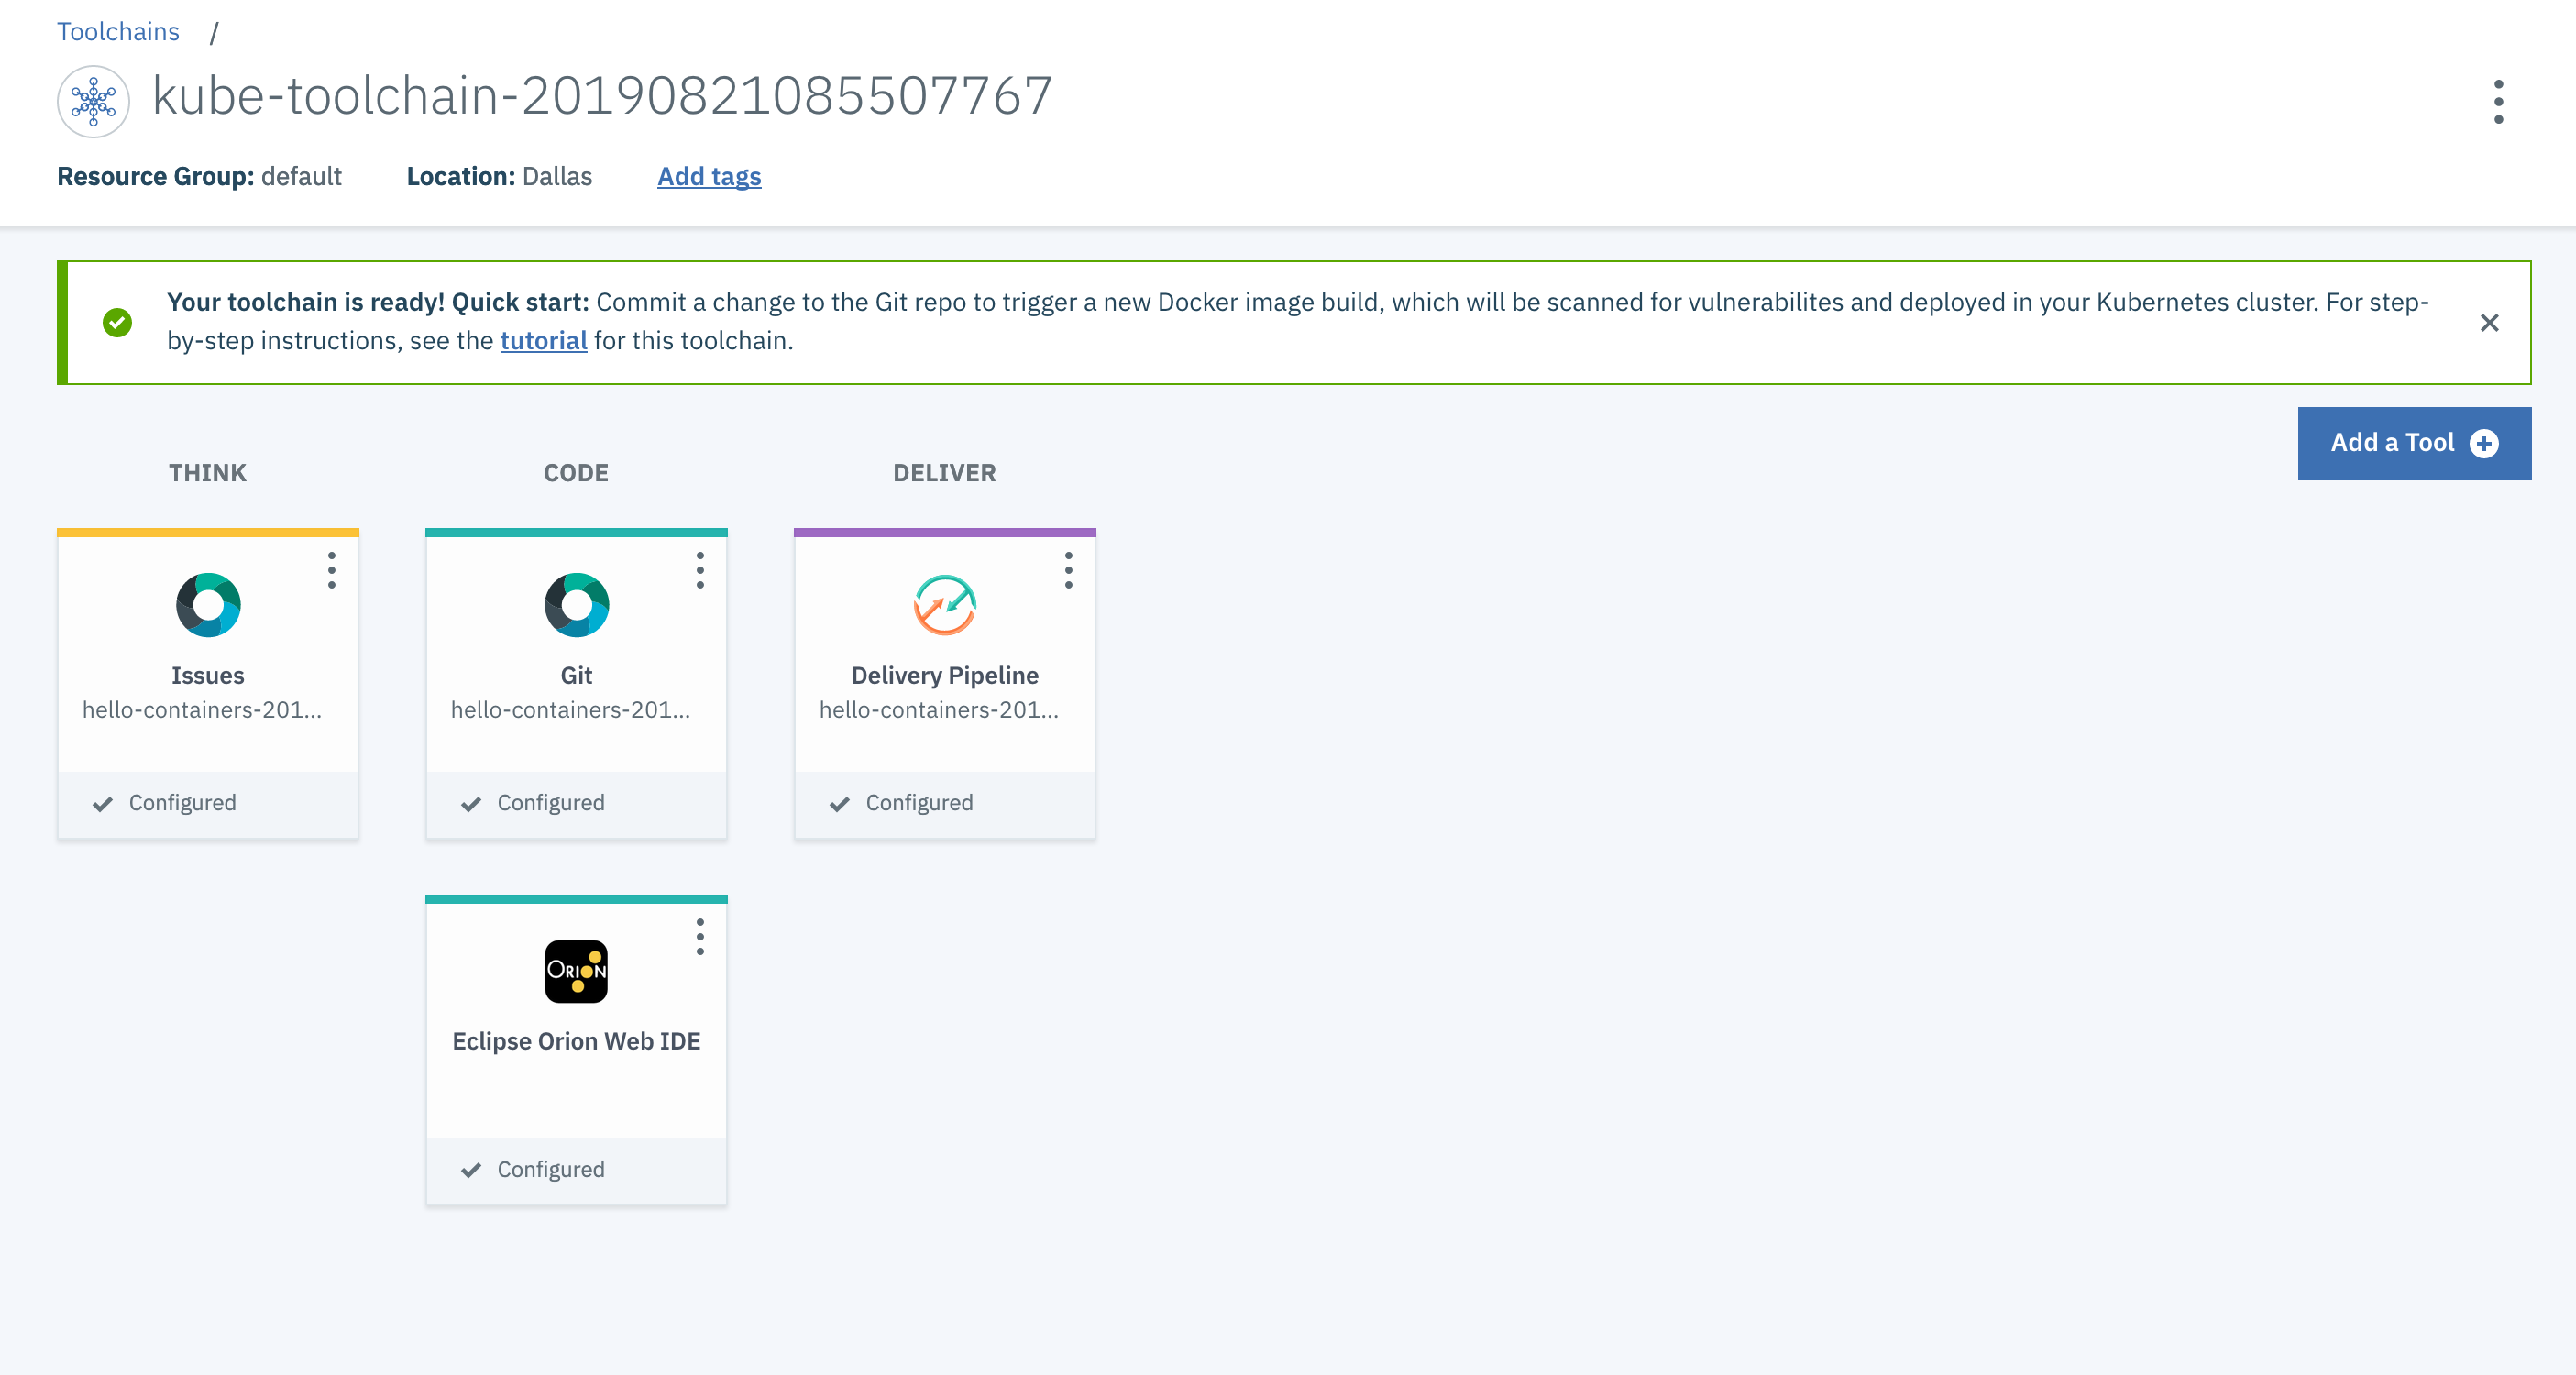 Toolchains /
kube-toolchain-20190821085507767
Resource Group: default Location: Dallas Add tags
Your toolchain is ready! Quick start: Commit a change to the Git repo to trigger a new Docker image build, which will be scanned for vulnerabilites and deployed in your Kubernetes cluster. For step-
by-step instructions, see the tutorial for this toolchain.
Add a Tool
THINK CODE DELIVER
Issues
hello-containers-201...
Configured
Git
hello-containers-201...
Configured
Delivery Pipeline
hello-containers-201...
Configured
ORION
Eclipse Orion Web IDE
Configured